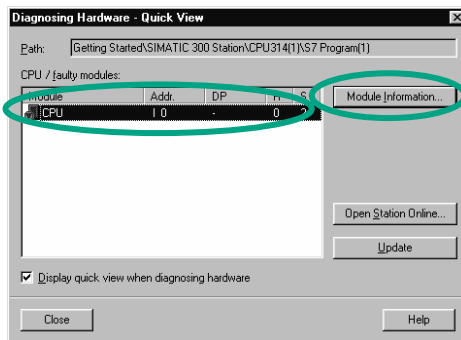 Diagnosing Hardware - Quick View
Path: Getting Started\SIMATIC 300 Station\CPU314(1)\S7 Program(1)
CPU / faulty modules:
Module Addr. DP R S
CPU I 0 - 0 2
Module Information...
Open Station Online...
Update
Display quick view when diagnosing hardware
Close Help